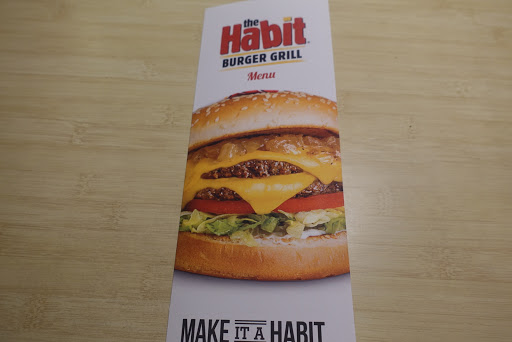 the
Habit
BURGER GRILL
Menu
MAKE IT A HABIT